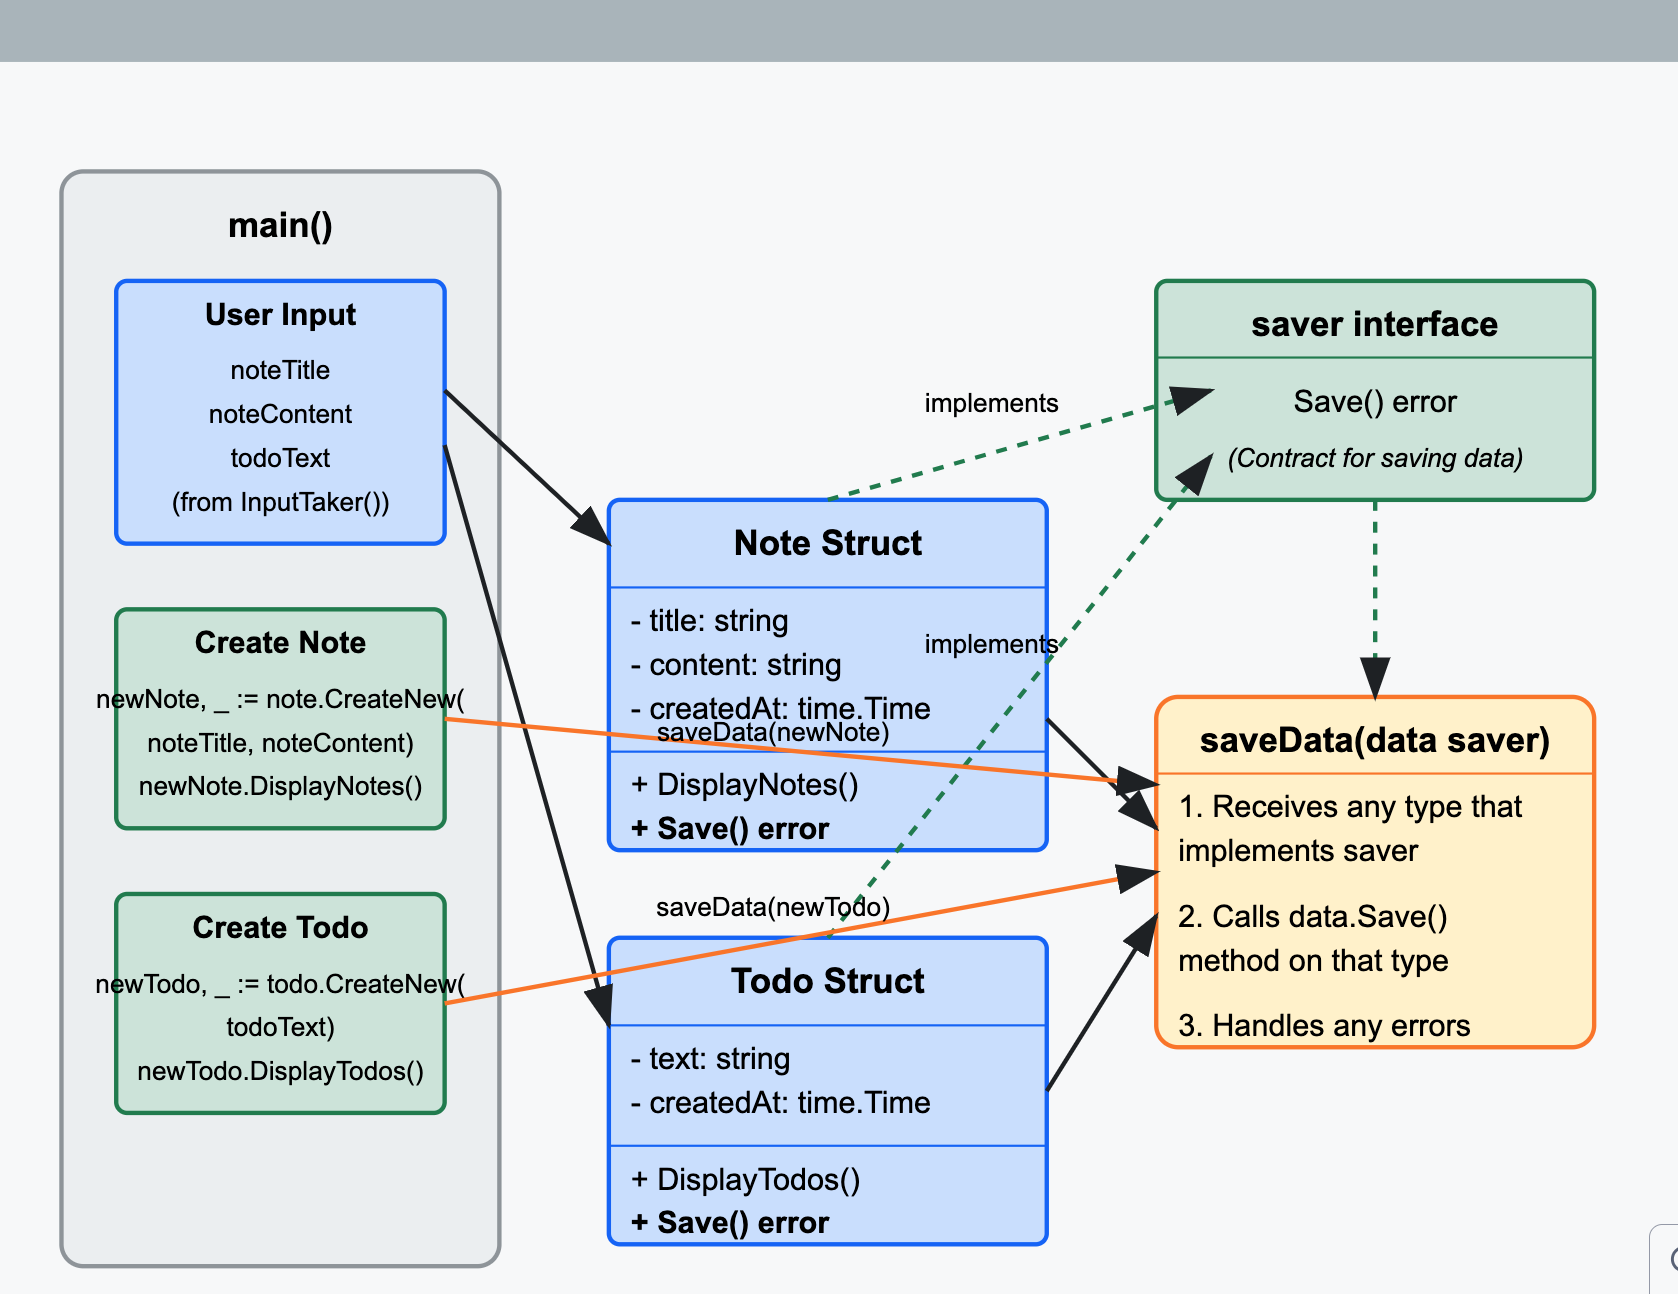 main()
User Input
noteTitle
noteContent
todoText
(from InputTaker())
Create Note
newNote, _ := note.CreateNew(
noteTitle, noteContent)
newNote.DisplayNotes()
Create Todo
newTodo, _ := todo.CreateNew(
todoText)
newTodo.DisplayTodos()
implements
Note Struct
- title: string
- content: string
implements
- createdAt: time.Time
saveData(newNote)
+ DisplayNotes()
+ Save() error
saveData(newTodo)
Todo Struct
- text: string
- createdAt: time.Time
+ DisplayTodos()
+ Save() error
saver interface
Save() error
(Contract for saving data)
saveData(data saver)
1. Receives any type that
implements saver
2. Calls data.Save()
method on that type
3. Handles any errors